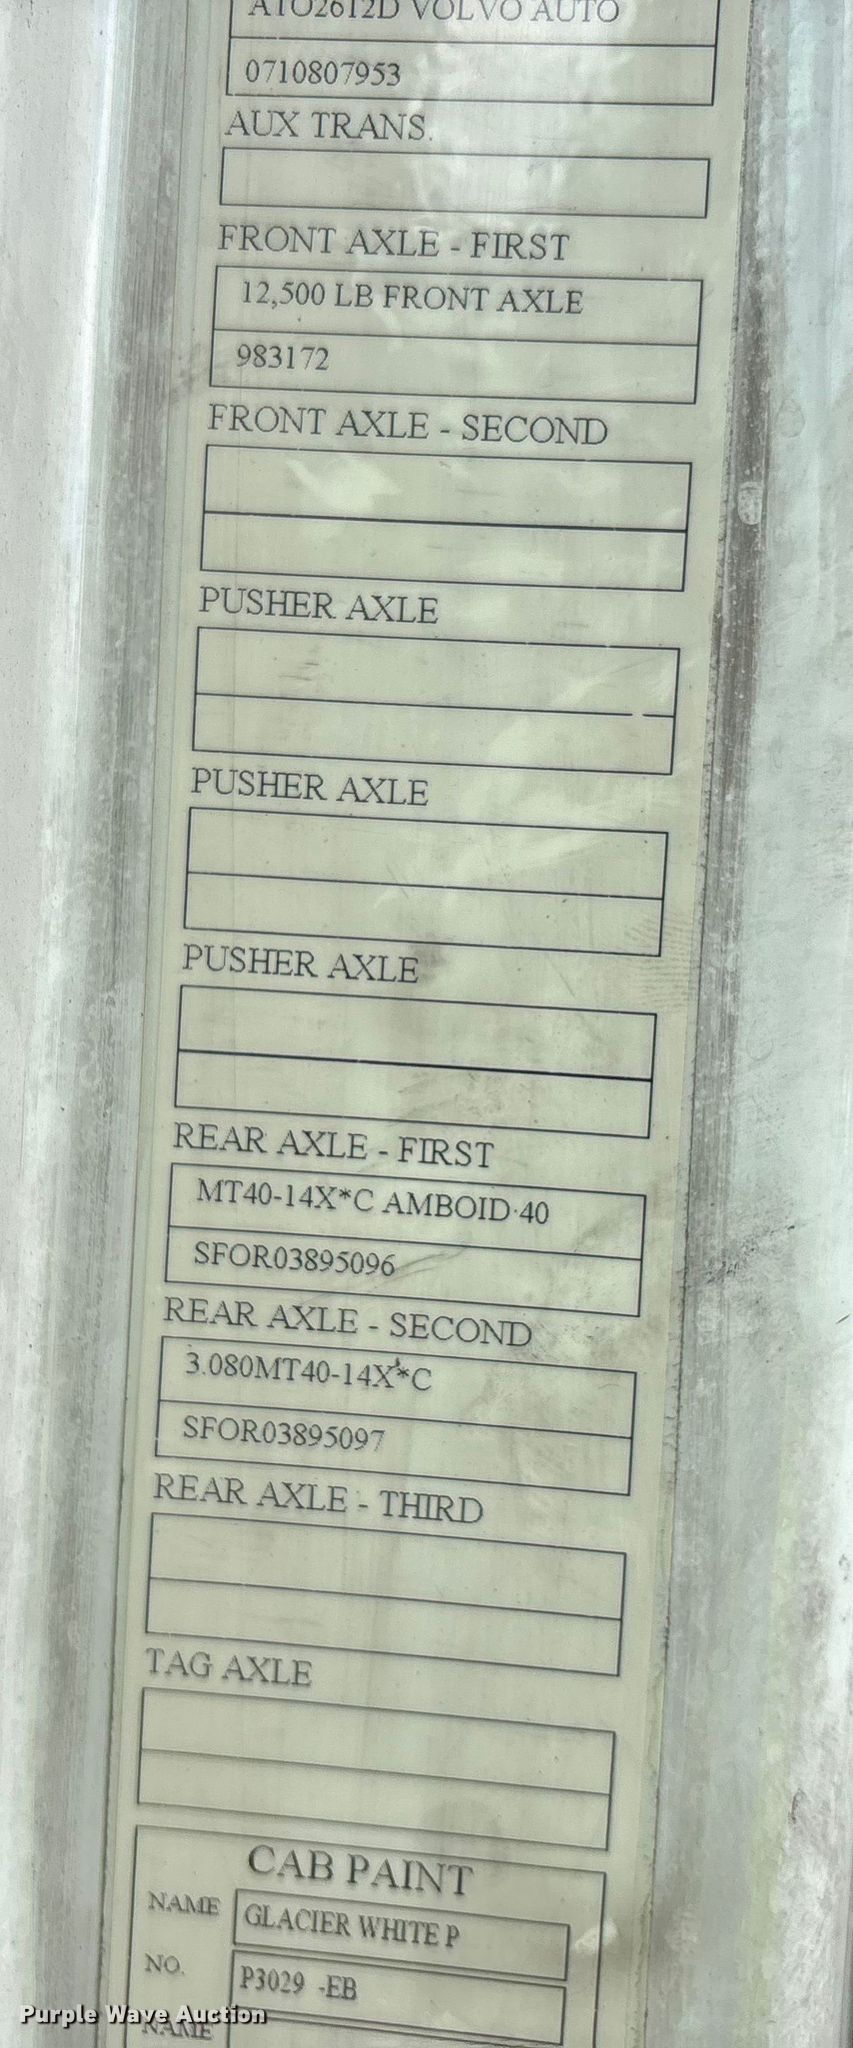 ATO2612D VOLVO AUTO
0710807953
AUX TRANS.
FRONT AXLE - FIRST
12,500 LB FRONT AXLE
983172
FRONT AXLE - SECOND
PUSHER AXLE
PUSHER AXLE
PUSHER AXLE
REAR AXLE - FIRST
MT40-14X*C AMBOID 40
SFOR03895096
REAR AXLE - SECOND
3.080MT40-14X*C
SFOR03895097
REAR AXLE - THIRD
TAG AXLE
CAB PAINT
NAME GLACIER WHITE P
NO. P3029 -EB
NAME
Purple Wave Auction